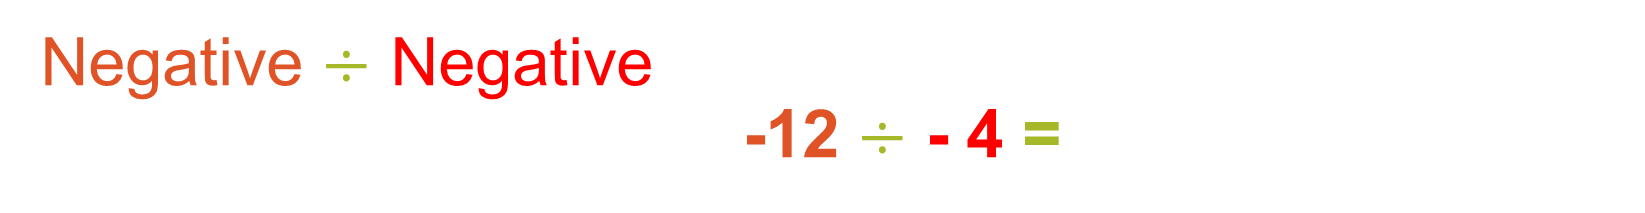 Negative ÷ Negative
-12 ÷ - 4 =